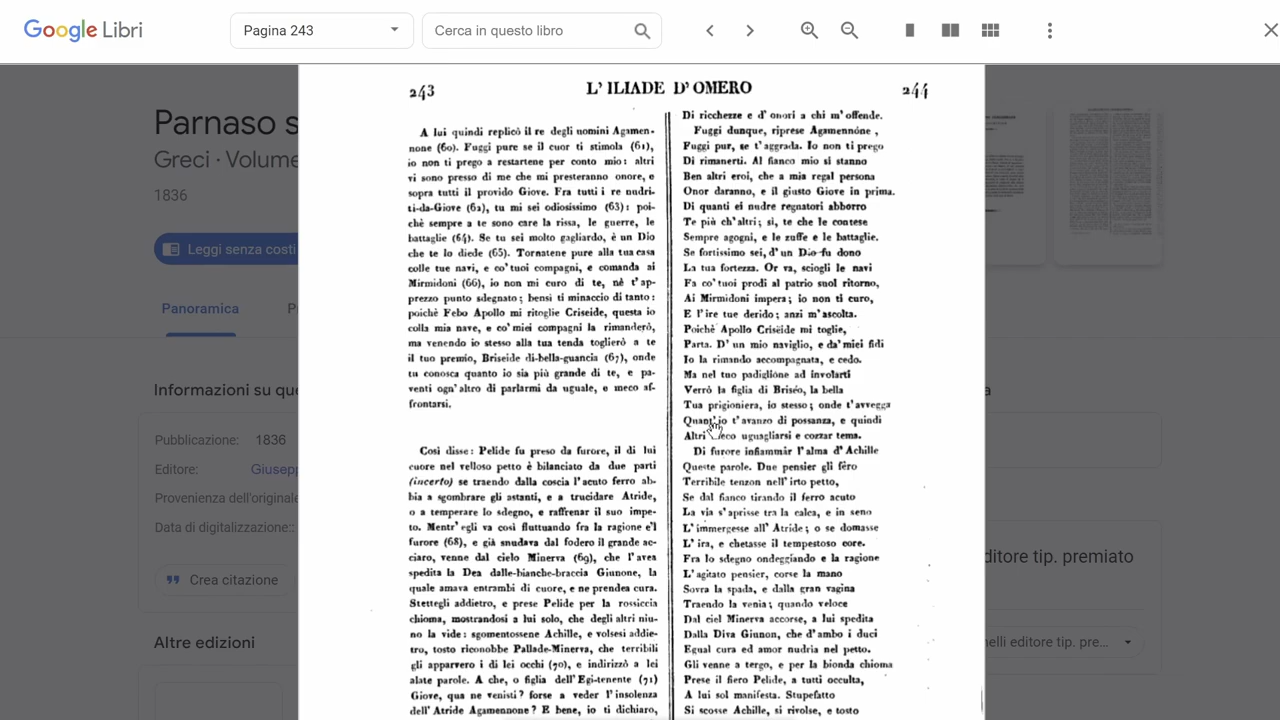 Google Libri
Pagina 243
Cerca in questo libro
Parnaso s
Greci · Volume
1836
Leggi senza costi
Panoramica
P
Informazioni su que
Pubblicazione: 1836
Editore: Giusepp
Provenienza dell'originale
Data di digitalizzazione::
Crea citazione
Altre edizioni
243
L' ILIADE D' OMERO
244
A lui quindi replicò il re degli uomini Agamen-
none (60). Fuggi pure se il cuor ti stimola (61),
io non ti prego a restartene per conto mio: altri
vi sono presso di me che mi presteranno onore, e
sopra tutti il provido Giove. Fra tutti i re nudri-
ti-da-Giove (62), tu mi sei odiosissimo (63): poi-
chè sempre a te sono care la rissa, le guerre, le
battaglie (64). Se tu sei molto gagliardo, è un Dio
che te lo diede (65). Tornatene pure alla tua casa
colle tue navi, e co' tuoi compagni, e comanda ai
Mirmidoni (66), io non mi curo di te, nè t'ap-
prezzo punto sdegnato; bensì ti minaccio di tanto:
poichè Febo Apollo mi ritoglie Criseide, questa io
colla mia nave, e co' miei compagni la rimanderò,
ma venendo io stesso alla tua tenda toglierò a te
il tuo premio, Briseide di-bella-guancia (67), onde
tu conosca quanto io sia più grande di te, e pa-
venti ogn' altro di parlarmi da uguale, e meco af-
frontarsi.
Così disse: Pelide fu preso da furore, il di lui
cuore nel velloso petto è bilanciato da due parti
(incerto) se traendo dalla coscia l'acuto ferro ab-
bia a sgombrare gli astanti, e a trucidare Atride,
o a temperare lo sdegno, e raffrenar il suo impe-
to. Mentr' egli va così fluttuando fra la ragione e'l
furore (68), e già snudava dal fodero il grande ac-
ciaro, venne dal cielo Minerva (69), che l'avea
spedita la Dea dalle-bianche-braccia Giunone, la
quale amava entrambi di cuore, e ne prendea cura.
Stettegli addietro, e prese Pelide per la rossiccia
chioma, mostrandosi a lui solo, che degli altri niu-
no la vide: sgomentossene Achille, e volsesi addie-
tro, tosto riconobbe Pallade-Minerva, che terribili
gli apparvero i di lei occhi (70), e indirizzò a lei
alate parole. A che, o figlia dell' Egi-tenente (71)
Giove, qua ne venisti? forse a veder l'insolenza
dell' Atride Agamennone? E bene, io ti dichiaro,
Di ricchezze e d' onori a chi m' offende.
Fuggi dunque, riprese Agamennòne,
Fuggi pur, se t' aggrada. Io non ti prego
Di rimanerti. Al fianco mio si stanno
Ben altri eroi, che a mia regal persona
Onor daranno, e il giusto Giove in prima.
Di quanti ei nudre regnatori abborro
Te più ch' altri; sì, te che le contese
Sempre agogni, e le zuffe e le battaglie.
Se fortissimo sei, d' un Dio fu dono
La tua fortezza. Or va, sciogli le navi
Fa co' tuoi prodi al patrio suol ritorno,
Ai Mirmidoni impera; io non ti curo,
E l' ire tue derido; anzi m' ascolta.
Poichè Apollo Crisëide mi toglie,
Parta. D' un mio naviglio, e da' miei fidi
Io la rimando accompagnata, e cedo.
Ma nel tuo padiglione ad involarti
Verrò la figlia di Briséo, la bella
Tua prigioniera, io stesso; onde t' avvegga
Quant' io t' avanzo di possanza, e quindi
Altri meco uguagliarsi e cozzar tema.
Di furore infiammàr l' alma d' Achille
Queste parole. Due pensier gli fèro
Terribile tenzon nell' irto petto,
Se dal fianco tirando il ferro acuto
La via s' aprisse tra la calca, e in seno
L' immergesse all' Atride; o se domasse
L' ira, e chetasse il tempestoso core.
Fra lo sdegno ondeggiando e la ragione
L' agitato pensier, corse la mano
Sovra la spada, e dalla gran vagina
Traendo la venìa; quando veloce
Dal ciel Minerva accorse, a lui spedita
Dalla Diva Giunon, che d' ambo i duci
Egual cura ed amor nudria nel petto.
Gli venne a tergo, e per la bionda chioma
Prese il fiero Pelìde, a tutti occulta,
A lui sol manifesta. Stupefatto
Si scosse Achille, si rivolse, e tosto
a
ditore tip. premiato
nelli editore tip. pre...